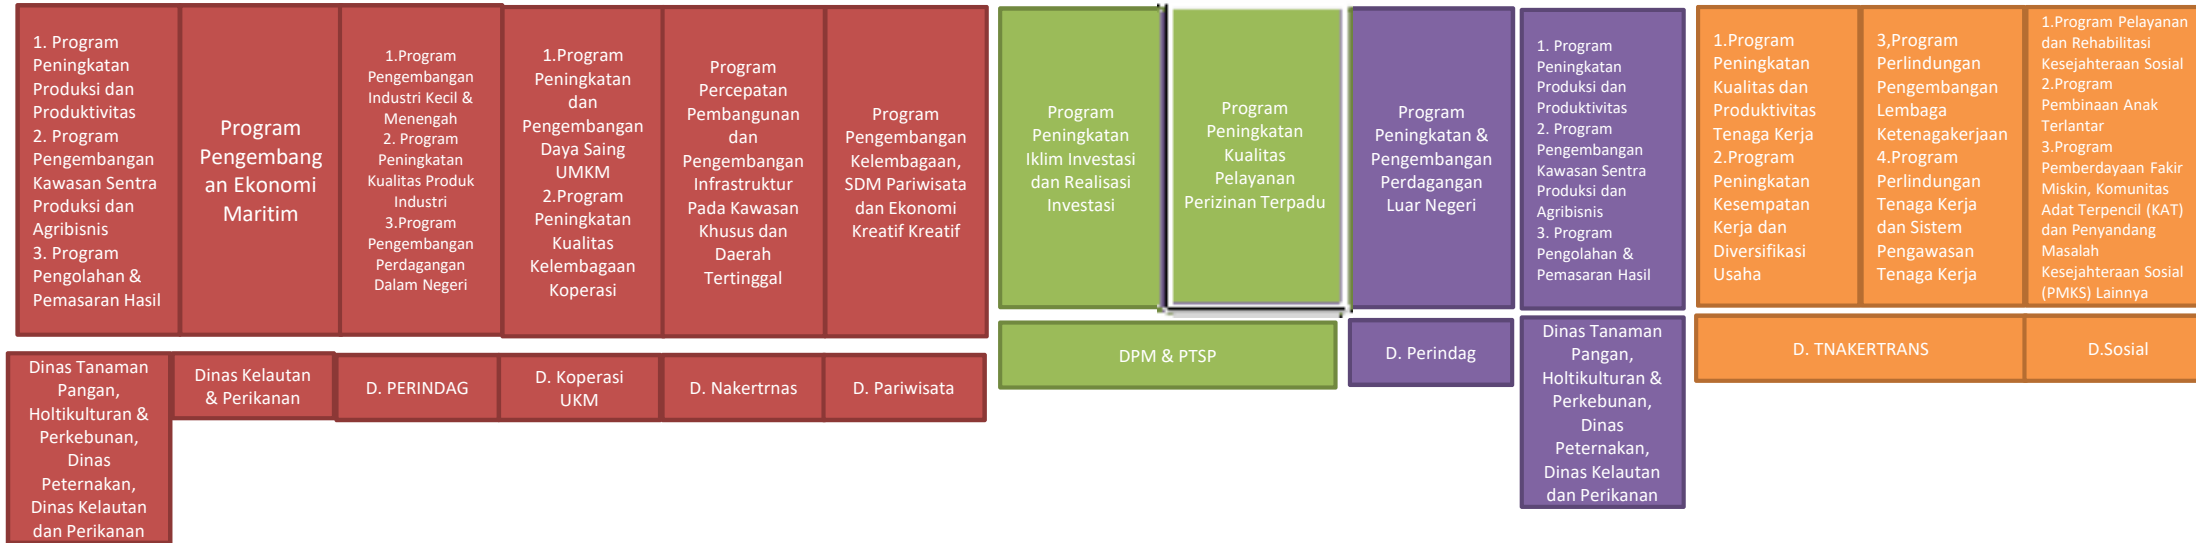 1. Program
Peningkatan
Produksi dan
Produktivitas
2. Program
Pengembangan
Kawasan Sentra
Produksi dan
Agribisnis
3. Program
Pengolahan &
Pemasaran Hasil
Program
Pengembang
an Ekonomi
Maritim
1.Program
Pengembangan
Industri Kecil &
Menengah
2. Program
Peningkatan
Kualitas Produk
Industri
3.Program
Pengembangan
Perdagangan
Dalam Negeri
1.Program
Peningkatan
dan
Pengembangan
Daya Saing
UMKM
2.Program
Peningkatan
Kualitas
Kelembagaan
Koperasi
Program
Percepatan
Pembangunan
dan
Pengembangan
Infrastruktur
Pada Kawasan
Khusus dan
Daerah
Tertinggal
Program
Pengembangan
Kelembagaan,
SDM Pariwisata
dan Ekonomi
Kreatif Kreatif
Program
Peningkatan
Iklim Investasi
dan Realisasi
Investasi
Program
Peningkatan
Kualitas
Pelayanan
Perizinan Terpadu
Program
Peningkatan &
Pengembangan
Perdagangan
Luar Negeri
1. Program
Peningkatan
Produksi dan
Produktivitas
2. Program
Pengembangan
Kawasan Sentra
Produksi dan
Agribisnis
3. Program
Pengolahan &
Pemasaran Hasil
1.Program
Peningkatan
Kualitas dan
Produktivitas
Tenaga Kerja
2.Program
Peningkatan
Kesempatan
Kerja dan
Diversifikasi
Usaha
3,Program
Perlindungan
Pengembangan
Lembaga
Ketenagakerjaan
4.Program
Perlindungan
Tenaga Kerja
dan Sistem
Pengawasan
Tenaga Kerja
1.Program Pelayanan
dan Rehabilitasi
Kesejahteraan Sosial
2.Program
Pembinaan Anak
Terlantar
3.Program
Pemberdayaan Fakir
Miskin, Komunitas
Adat Terpencil (KAT)
dan Penyandang
Masalah
Kesejahteraan Sosial
(PMKS) Lainnya
Dinas Tanaman
Pangan,
Holtikulturan &
Perkebunan,
Dinas
Peternakan,
Dinas Kelautan
dan Perikanan
Dinas Kelautan
& Perikanan
D. PERINDAG
D. Koperasi
UKM
D. Nakertrnas
D. Pariwisata
DPM & PTSP
D. Perindag
Dinas Tanaman
Pangan,
Holtikulturan &
Perkebunan,
Dinas
Peternakan,
Dinas Kelautan
dan Perikanan
D. TNAKERTRANS
D.Sosial